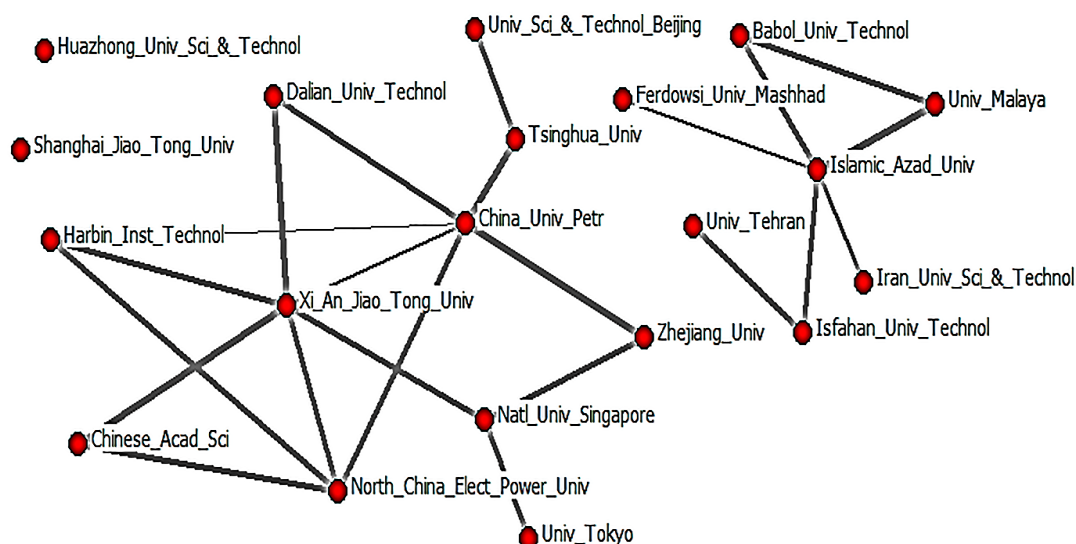 Univ_Sci_&_Technol_Beijing
Babol_Univ_Technol
Huazhong_Univ_Sci_&_Technol
Dalian_Univ_Technol
Ferdowsi_Univ_Mashhad
Univ_Malaya
Tsinghua_Univ
Shanghai_Jiao_Tong_Univ
Islamic_Azad_Univ
China_Univ_Petr
Univ_Tehran
Harbin_Inst_Technol
Iran_Univ_Sci_&_Technol
Xi_An_Jiao_Tong_Univ
Zhejiang_Univ
Isfahan_Univ_Technol
Natl_Univ_Singapore
Chinese_Acad_Sci
North_China_Elect_Power_Univ
Univ_Tokyo